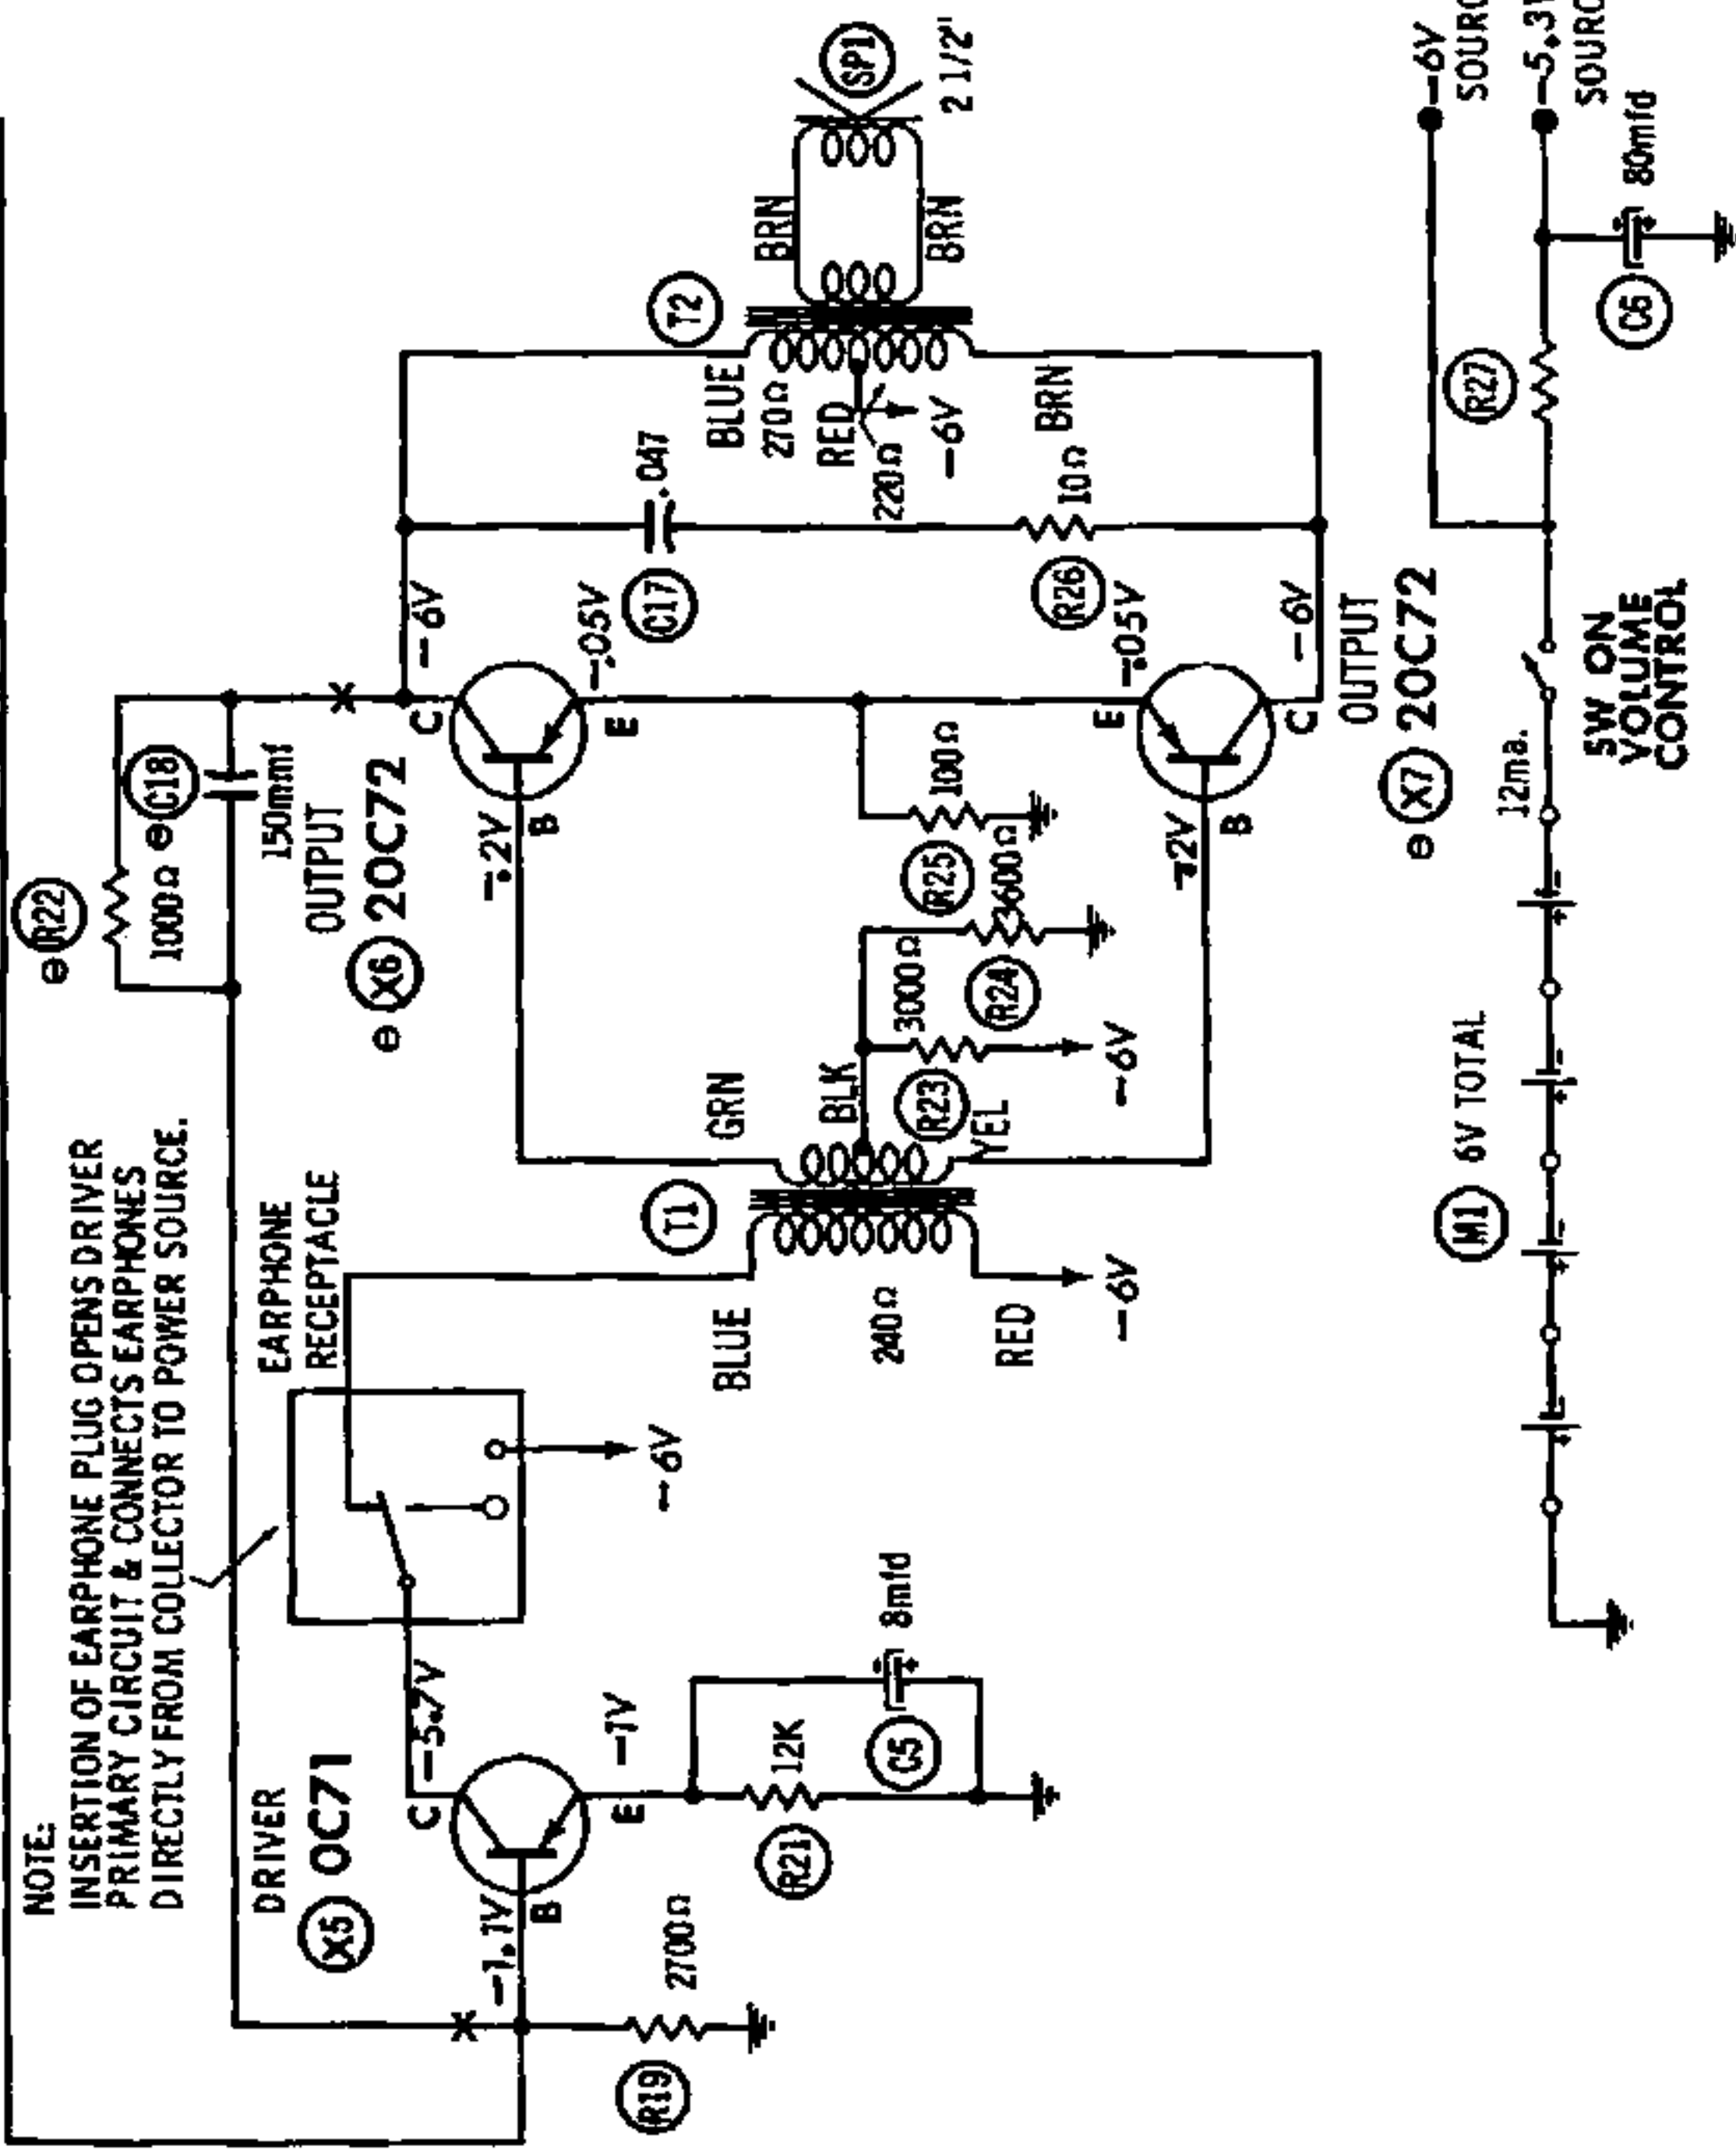 NOTE:
INSERTION OF EARPHONE PLUG OPENS DRIVER
PRIMARY CIRCUIT & CONNECTS EARPHONES
DIRECTLY FROM COLLECTOR TO POWER SOURCE.
R22
1000Ω
C18
150mmf
OUTPUT
X6 2OC72
EARPHONE
RECEPTACLE
DRIVER
X5 OC71
C
-5.7V
-6V
-1.1V
B
E
-1V
R19
2700Ω
R21
12K
C5
8mfd
T1
BLUE
240Ω
RED
-6V
GRN
BLK
YEL
R23
3000Ω
-6V
R24
R25
100Ω
C
-6V
-.2V
B
E
-.05V
C17
.047
R26
10Ω
E
-.05V
B
C
-6V
OUTPUT
X7 2OC72
T2
BLUE
270Ω
RED
220Ω
-6V
BRN
BRN
BRN
SP1
2 1/2"
M1
6V TOTAL
12ma.
SW ON
VOLUME
CONTROL
R27
C6
80mfd
-6V